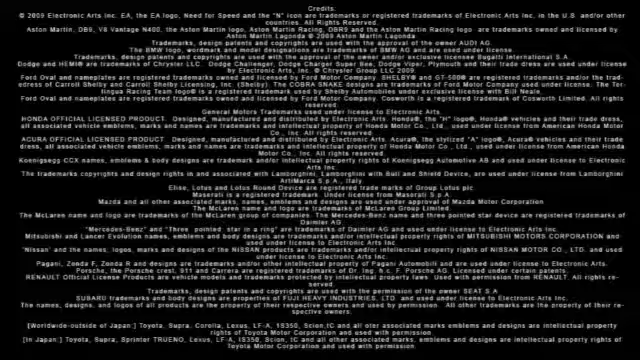 Credits:
© 2009 Electronic Arts Inc. EA, the EA logo, Need for Speed and the "N" icon are trademarks or registered trademarks of Electronic Arts Inc. in the U.S. and/or other
countries. All Rights Reserved.
Aston Martin, DB9, V8 Vantage N400, the Aston Martin logo, Aston Martin Racing, DBR9 and the Aston Martin Racing logo are trademarks owned and licensed by
Aston Martin Lagonda © 2009 Aston Martin Lagonda
Trademarks, design patents and copyrights are used with the approval of the owner AUDI AG.
The BMW logo, wordmark and model designations are trademarks of BMW AG and are used under license.
Trademarks, design patents and copyrights are used with the approval of the owner and/or exclusive licensee Bugatti International S.A.
Dodge and HEMI® are trademarks of Chrysler LLC. Dodge Challenger, Dodge Charger, Dodge Super Bee, Dodge Viper, Plymouth and their trade dress are used under license
by Electronic Arts, Inc. © Chrysler Group LLC 2009.
Ford Oval and nameplates are registered trademarks owned and licensed by Ford Motor Company. SHELBY® and GT-500® are registered trademarks and/or the trad-
edress of Carroll Shelby and Carroll Shelby Licensing, Inc. (Shelby). The COBRA SNAKE designs are trademarks of Ford Motor Company used under license. The Ter-
lingua Racing Team logo® is a registered trademark used by Shelby Automobiles under exclusive license with Bill Neale.
Ford Oval and nameplates are registered trademarks owned and licensed by Ford Motor Company. Cosworth is a registered trademark of Cosworth Limited. All rights
reserved.
General Motors Trademarks used under license to Electronic Arts.
HONDA OFFICIAL LICENSED PRODUCT. Designed, manufactured and distributed by Electronic Arts. Honda®, the "H" logo®, Honda® vehicles and their trade dress,
all associated vehicle emblems, marks and names are trademarks and intellectual property of Honda Motor Co., Ltd., used under license from American Honda Motor
Co., Inc. All rights reserved.
ACURA OFFICIAL LICENSED PRODUCT. Designed, manufactured and distributed by Electronic Arts. Acura®, the stylized "A" logo®, Acura® vehicles and their trade
dress, all associated vehicle emblems, marks and names are trademarks and intellectual property of Honda Motor Co., Ltd., used under license from American Honda
Motor Co., Inc. All rights reserved.
Koenigsegg CCX names, emblems & body designs are trademark and/or intellectual property rights of Koenigsegg Automotive AB and used under license to Electronic
Arts Inc.
The trademarks copyrights and design rights in and associated with Lamborghini, Lamborghini with Bull and Shield Device, are used under license from Lamborghini
ArtiMarca S.p.A., Italy.
Elise, Lotus and Lotus Round Device are registered trade marks of Group Lotus plc
Maserati is a registered trademark. Under license from Maserati S.p.A.
Mazda and all other associated marks, names, emblems and designs are used under approval of Mazda Motor Corporation
The McLaren name and logo are trademarks of McLaren Group Limited.
The McLaren name and logo are trademarks of the McLaren group of companies. The Mercedes-Benz name and three pointed star device are registered trademarks of
Daimler AG.
"Mercedes-Benz" and "Three pointed star in a ring" are trademarks of Daimler AG and are used under license to Electronic Arts Inc.
Mitsubishi and Lancer Evolution names, emblems and body designs are trademarks and/or intellectual property rights of MITSUBISHI MOTORS CORPORATION and
used under license to Electronic Arts Inc.
"Nissan" and the names, logos, marks and designs of the NISSAN products are trademarks and/or intellectual property rights of NISSAN MOTOR CO., LTD. and used
under license to Electronic Arts Inc.
Pagani, Zonda F, Zonda R and designs are trademarks and/or other intellectual property of Pagani Automobili and are used under license to Electronic Arts Inc.
Porsche, the Porsche crest, 911 and Carrera are registered trademarks of Dr. Ing. h.c. F. Porsche AG. Licensed under certain patents.
RENAULT Official License Products are vehicle models and trademarks protected by intellectual property laws. Used with permission from RENAULT. All rights re-
served.
Trademarks, design patents and copyrights are used with the permission of the owner SEAT S.A
SUBARU trademarks and body designs are properties of FUJI HEAVY INDUSTRIES, LTD. and used under license to Electronic Arts Inc.
The names, designs, and logos of all products are the property of their respective owners and used by permission. All other trademarks are the property of their re-
spective owners.
[Worldwide-outside of Japan:] Toyota, Supra, Corolla, Lexus, LF-A, IS350, Scion, tC and all other associated marks emblems and designs are intellectual property
rights of Toyota Motor Corporation and used with permission
[In Japan:] Toyota, Supra, Sprinter TRUENO, Lexus, LF-A, IS350, Scion, tC and all other associated marks, emblems and designs are intellectual property rights of
Toyota Motor Corporation and used with permission